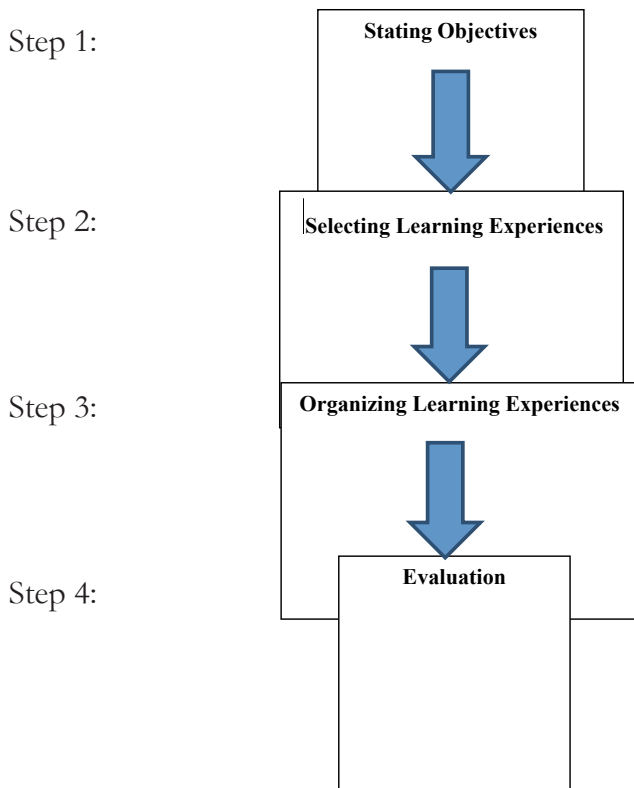 Step 1:
Stating Objectives
Step 2:
Selecting Learning Experiences
Step 3:
Organizing Learning Experiences
Step 4:
Evaluation